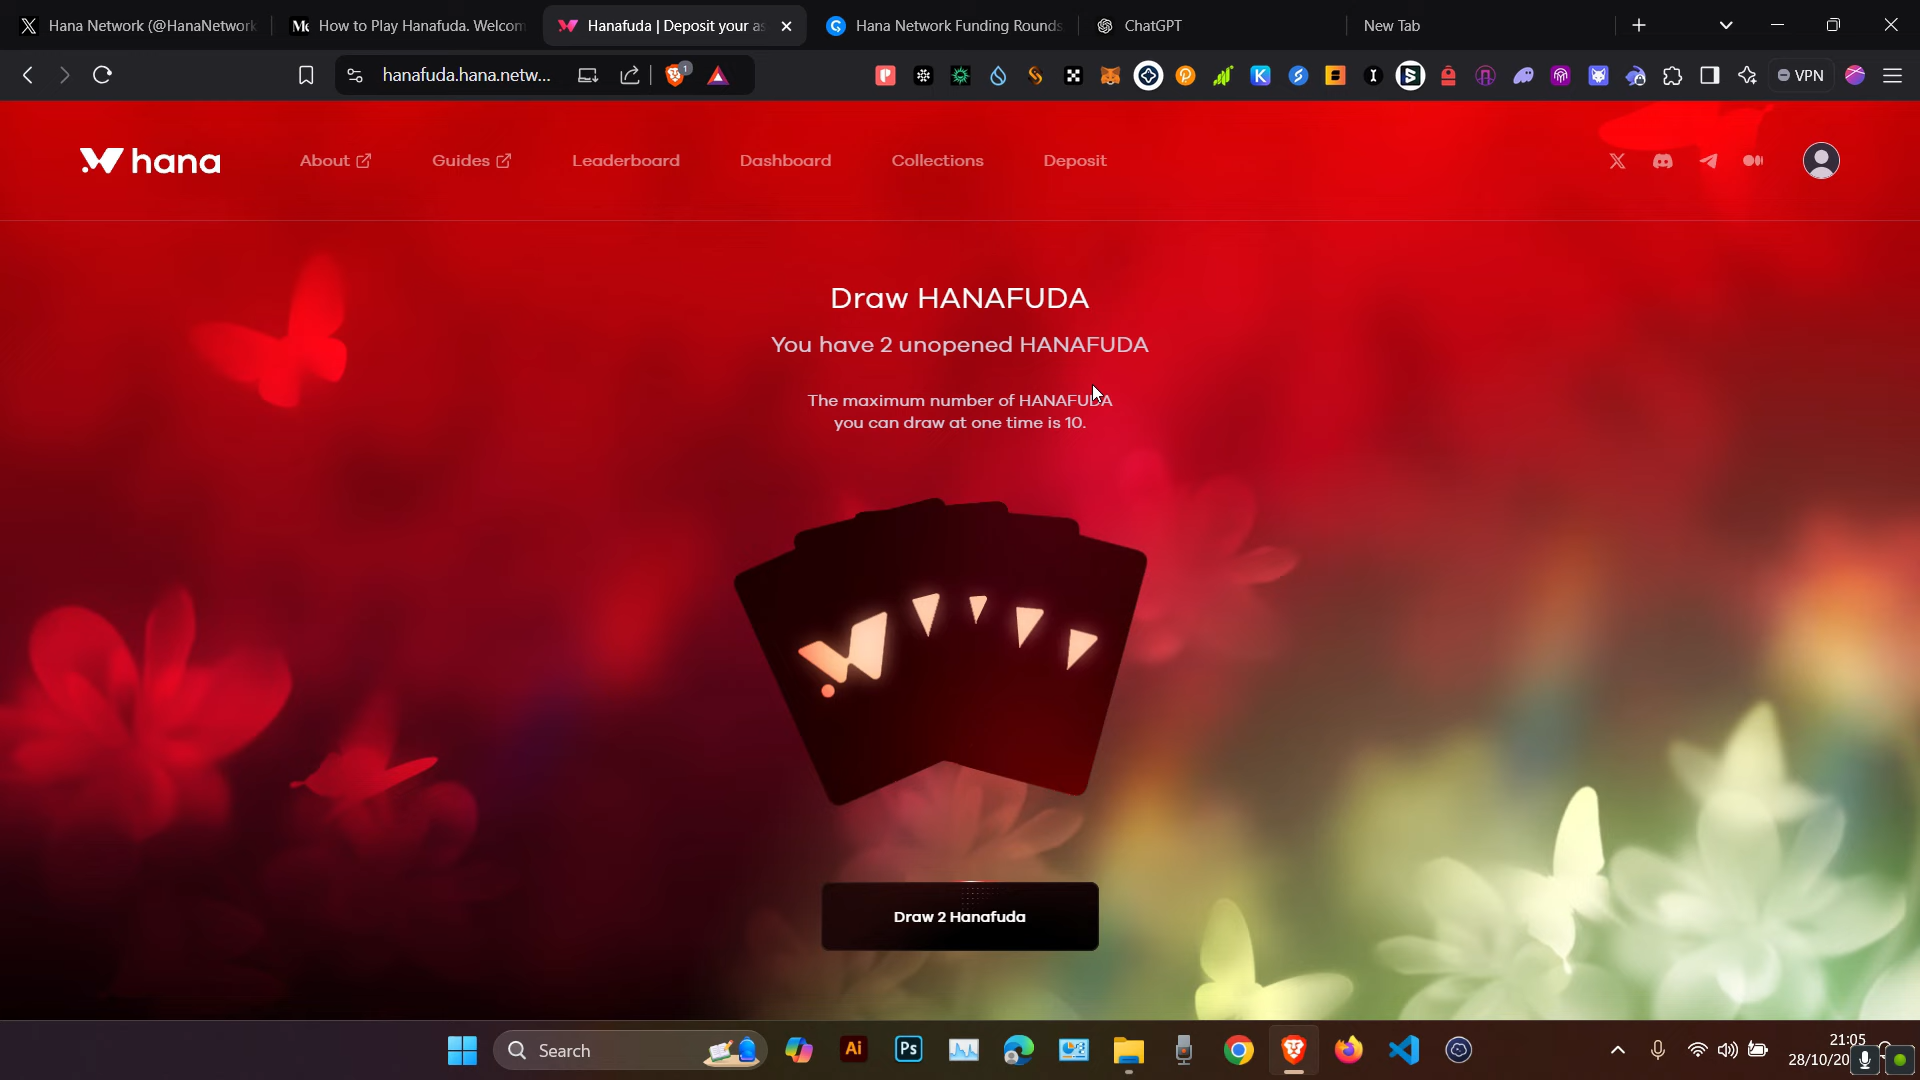 Hana Network (@HanaNetwork
How to Play Hanafuda. Welcom
Hanafuda | Deposit your as
Hana Network Funding Rounds
ChatGPT
New Tab
hanafuda.hana.netw...
1
VPN
hana
About
Guides
Leaderboard
Dashboard
Collections
Deposit
Draw HANAFUDA
You have 2 unopened HANAFUDA
The maximum number of HANAFUDA
you can draw at one time is 10.
Draw 2 Hanafuda
Search
Ai
Ps
21:05
28/10/20